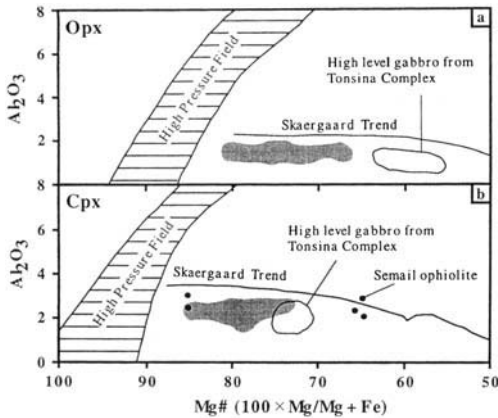 Opx
a
High level gabbro from
Tonsina Complex
High Pressure Field
Skaergaard Trend
Al2O3
8
6
4
2
8
Cpx
b
High level gabbro from
Tonsina Complex
High Pressure Field
Skaergaard Trend
Semail ophiolite
Al2O3
6
4
2
0
100
90
80
70
60
50
Mg# (100 × Mg/Mg + Fe)